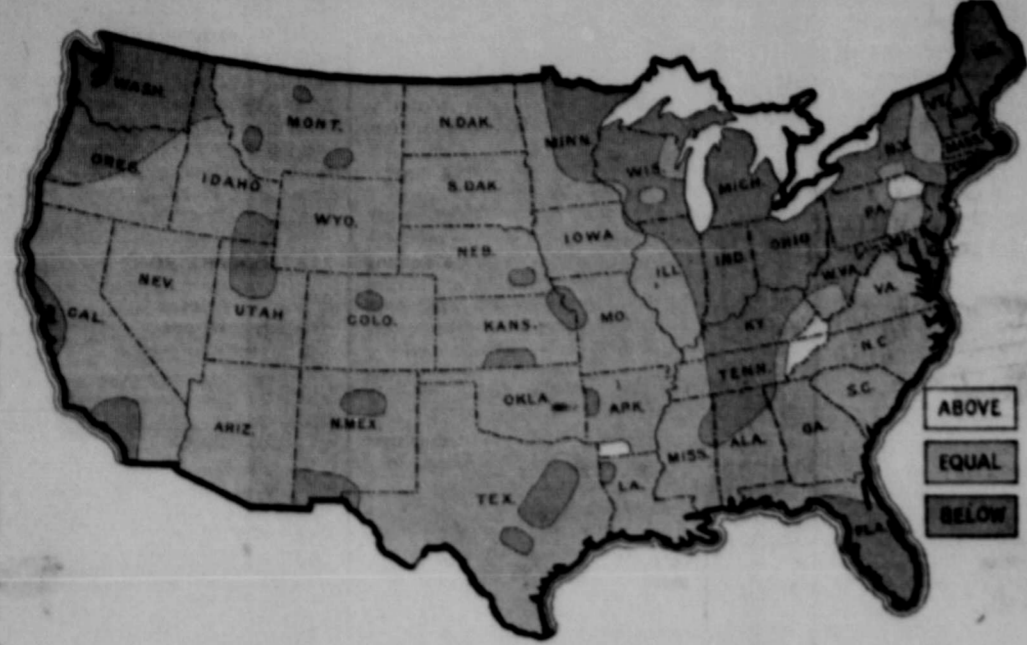 WASH.
MONT.
N.DAK.
MINN.
OREG.
IDAHO
WYO.
S.DAK.
WIS.
MICH.
N.Y.
VT.
ME.
MASS.
NEV.
UTAH
COLO.
NEB.
IOWA
ILL.
IND.
OHIO
PA.
W.VA.
VA.
CAL.
KANS.
MO.
KY.
N.C.
TENN.
S.C.
ARIZ.
N.MEX.
OKLA.
ARK.
MISS.
ALA.
GA.
TEX.
LA.
FLA.
ABOVE
EQUAL
BELOW